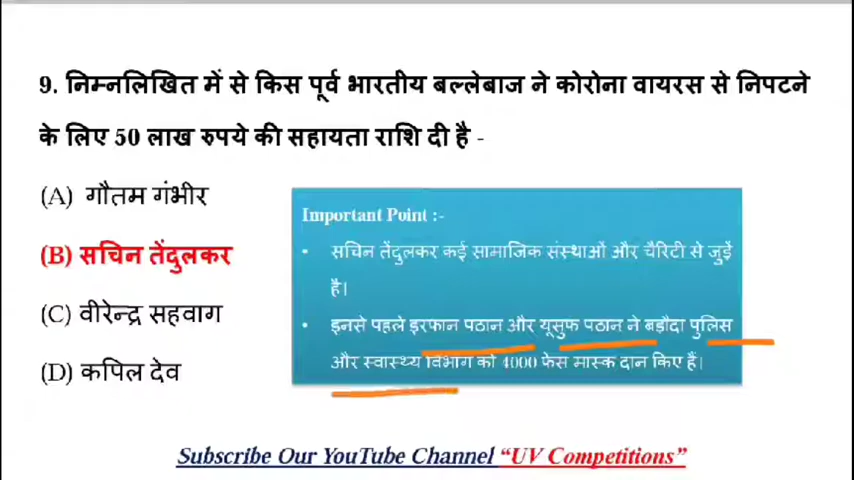 9. निम्नलिखित में से किस पूर्व भारतीय बल्लेबाज ने कोरोना वायरस से निपटने
के लिए 50 लाख रुपये की सहायता राशि दी है -
(A) गौतम गंभीर
(B) सचिन तेंदुलकर
(C) वीरेन्द्र सहवाग
(D) कपिल देव
Important Point :-
• सचिन तेंदुलकर कई सामाजिक संस्थाओं और चैरिटी से जुड़ें
है।
• इनसे पहले इरफान पठान और यूसुफ पठान ने बड़ौदा पुलिस
और स्वास्थ्य विभाग को 4000 फेस मास्क दान किए हैं।
Subscribe Our YouTube Channel “UV Competitions”